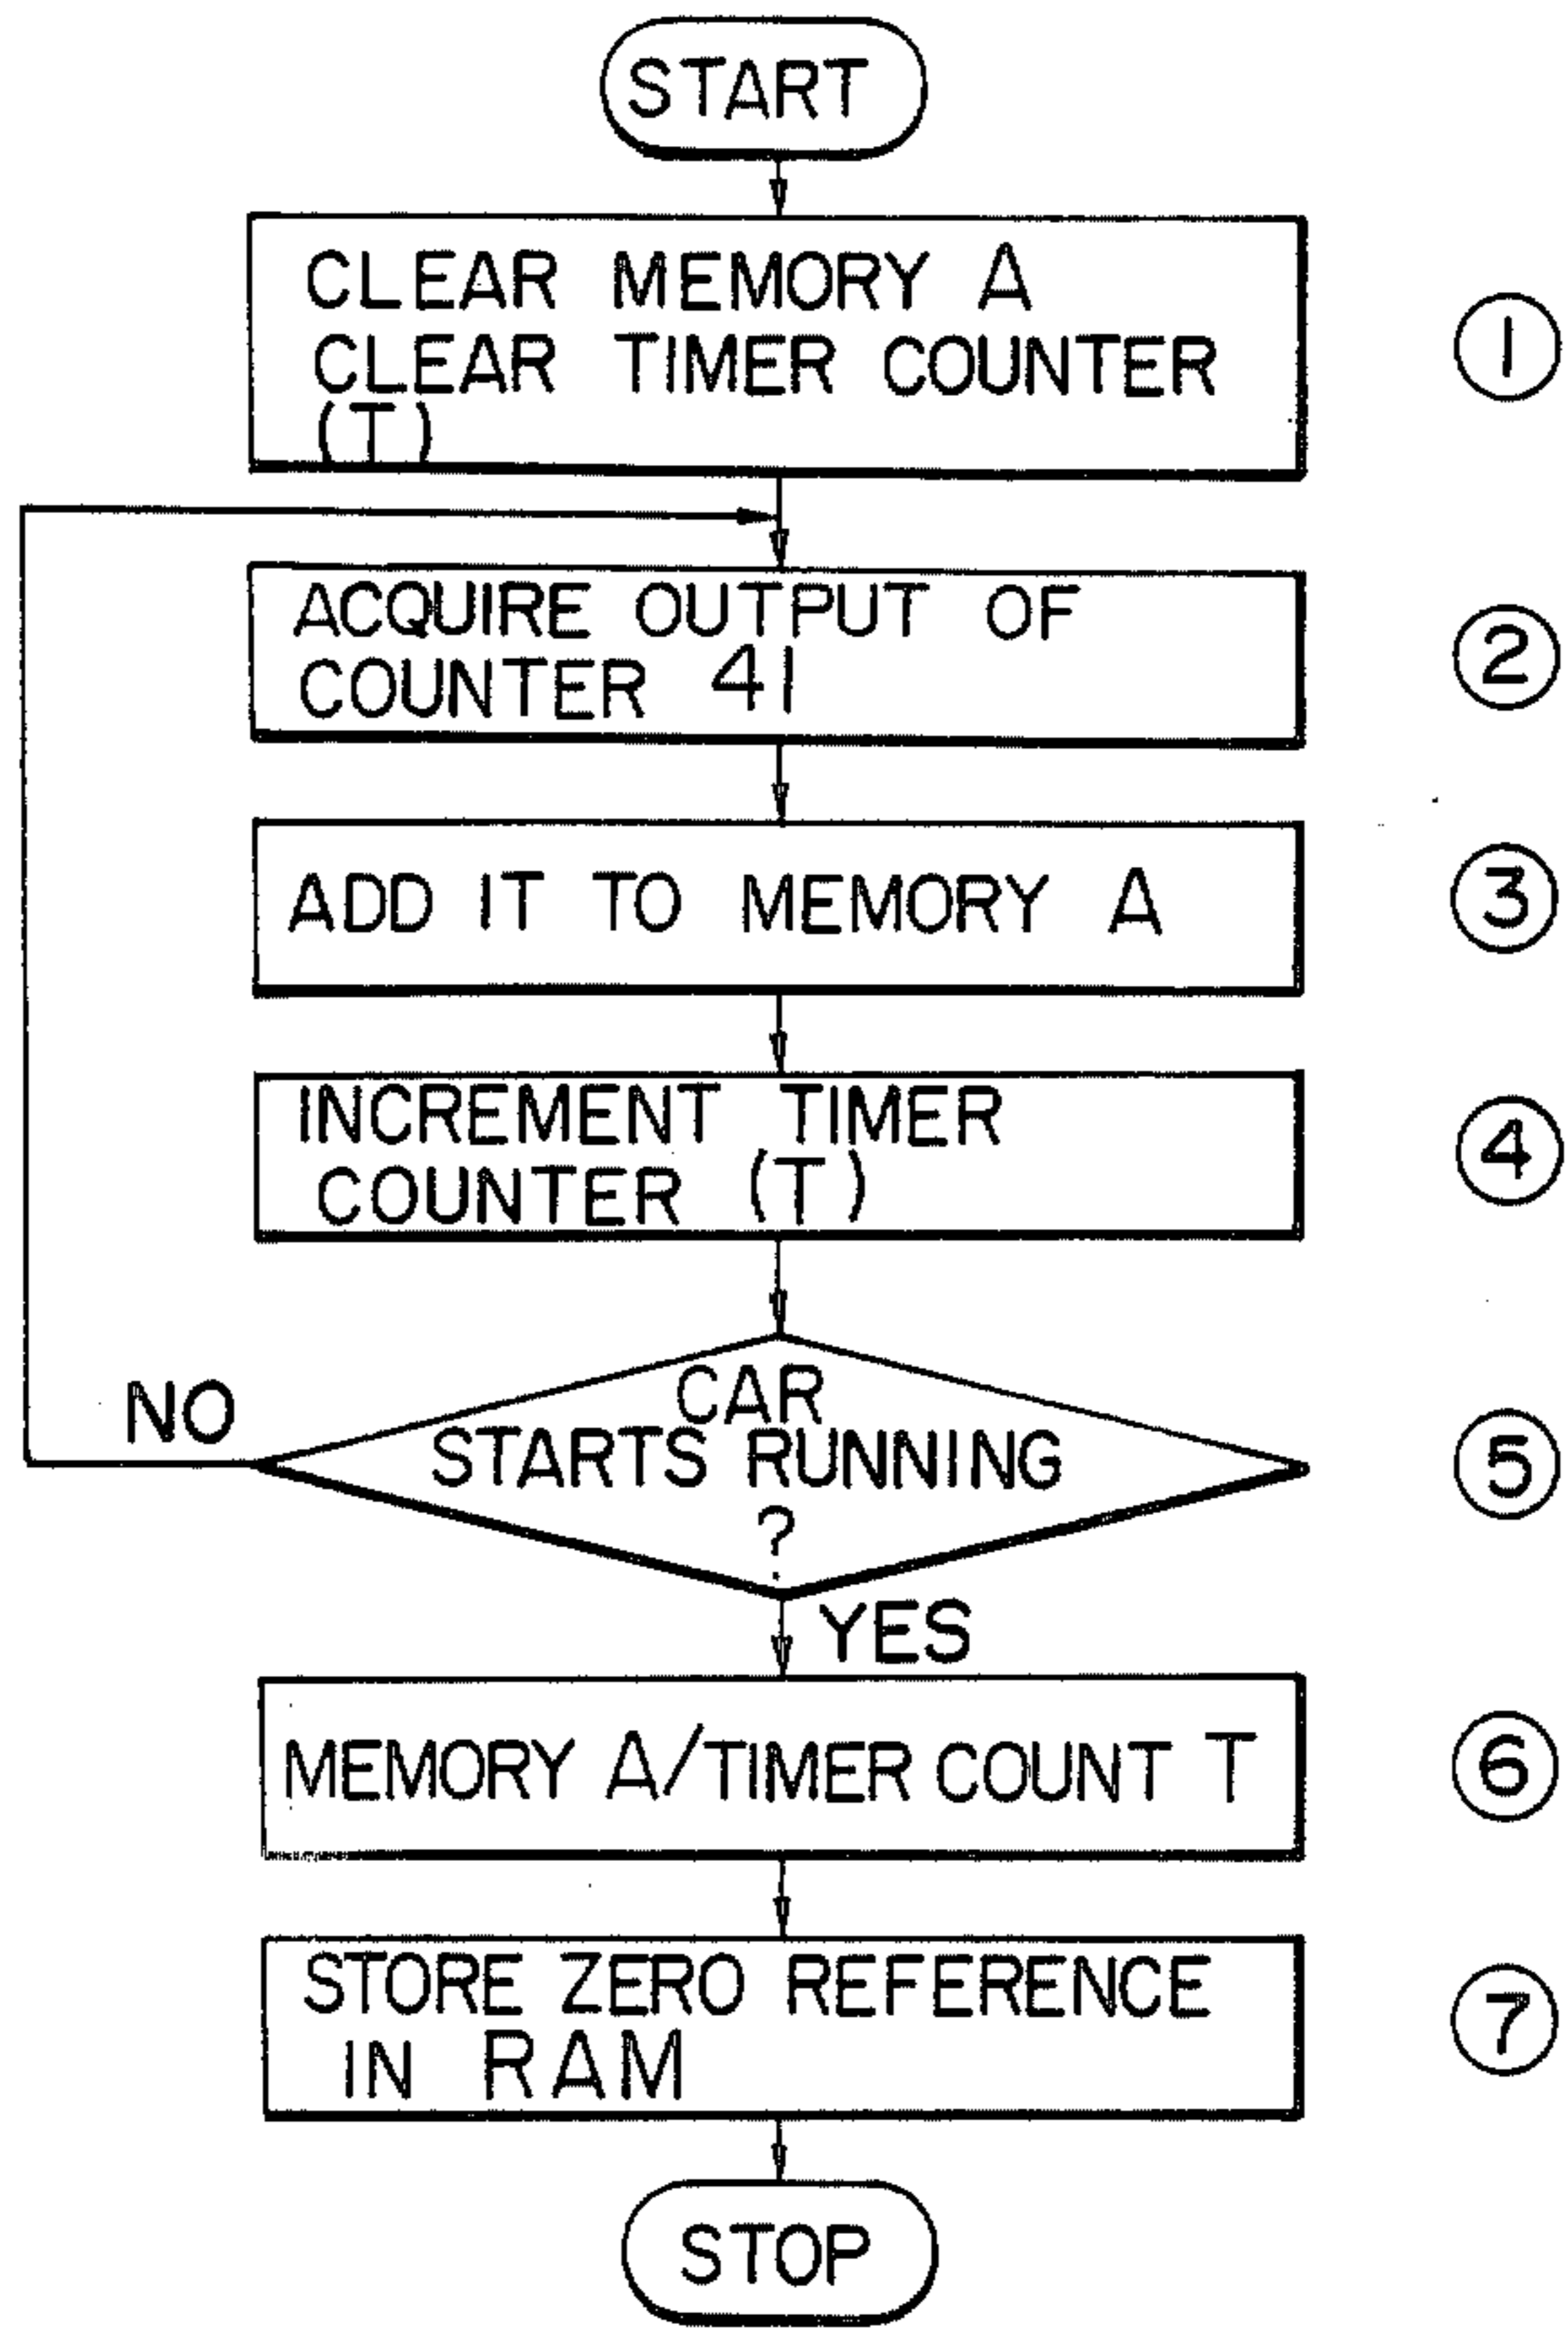 START
CLEAR MEMORY A
CLEAR TIMER COUNTER
(T)
1
ACQUIRE OUTPUT OF
COUNTER 41
2
ADD IT TO MEMORY A
3
INCREMENT TIMER
COUNTER (T)
4
CAR
STARTS RUNNING
?
5
NO
YES
MEMORY A/TIMER COUNT T
6
STORE ZERO REFERENCE
IN RAM
7
STOP